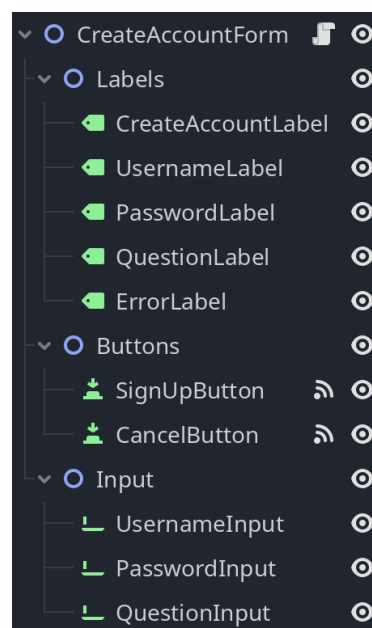 CreateAccountForm
Labels
CreateAccountLabel
UsernameLabel
PasswordLabel
QuestionLabel
ErrorLabel
Buttons
SignUpButton
CancelButton
Input
UsernameInput
PasswordInput
QuestionInput